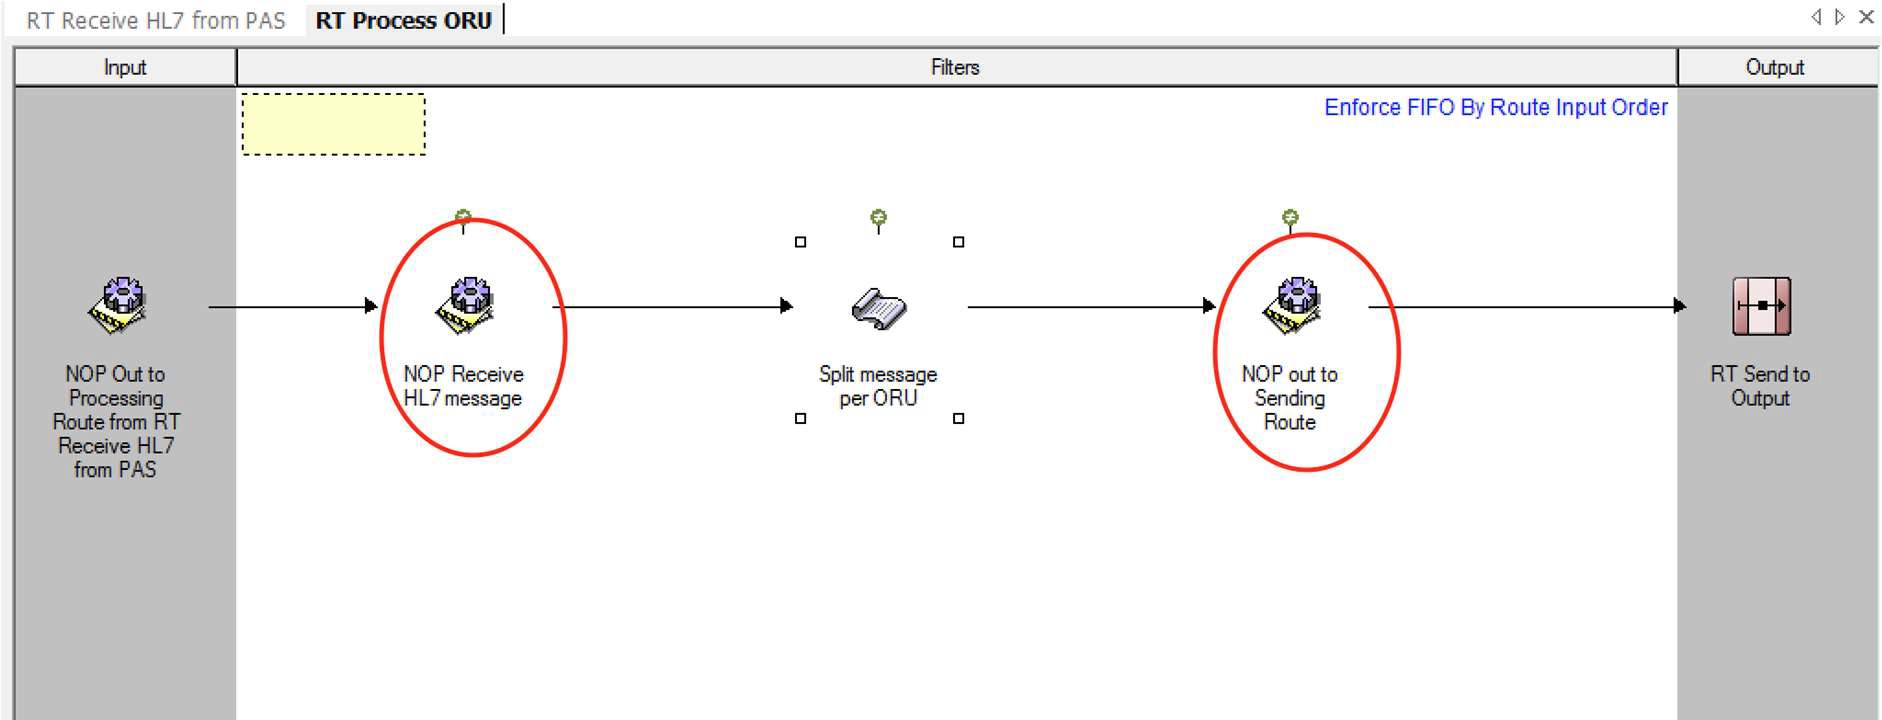 RT Receive HL7 from PAS
RT Process ORU
Input
Filters
Output
Enforce FIFO By Route Input Order
NOP Out to
Processing
Route from RT
Receive HL7
from PAS
NOP Receive
HL7 message
Split message
per ORU
NOP out to
Sending
Route
RT Send to
Output